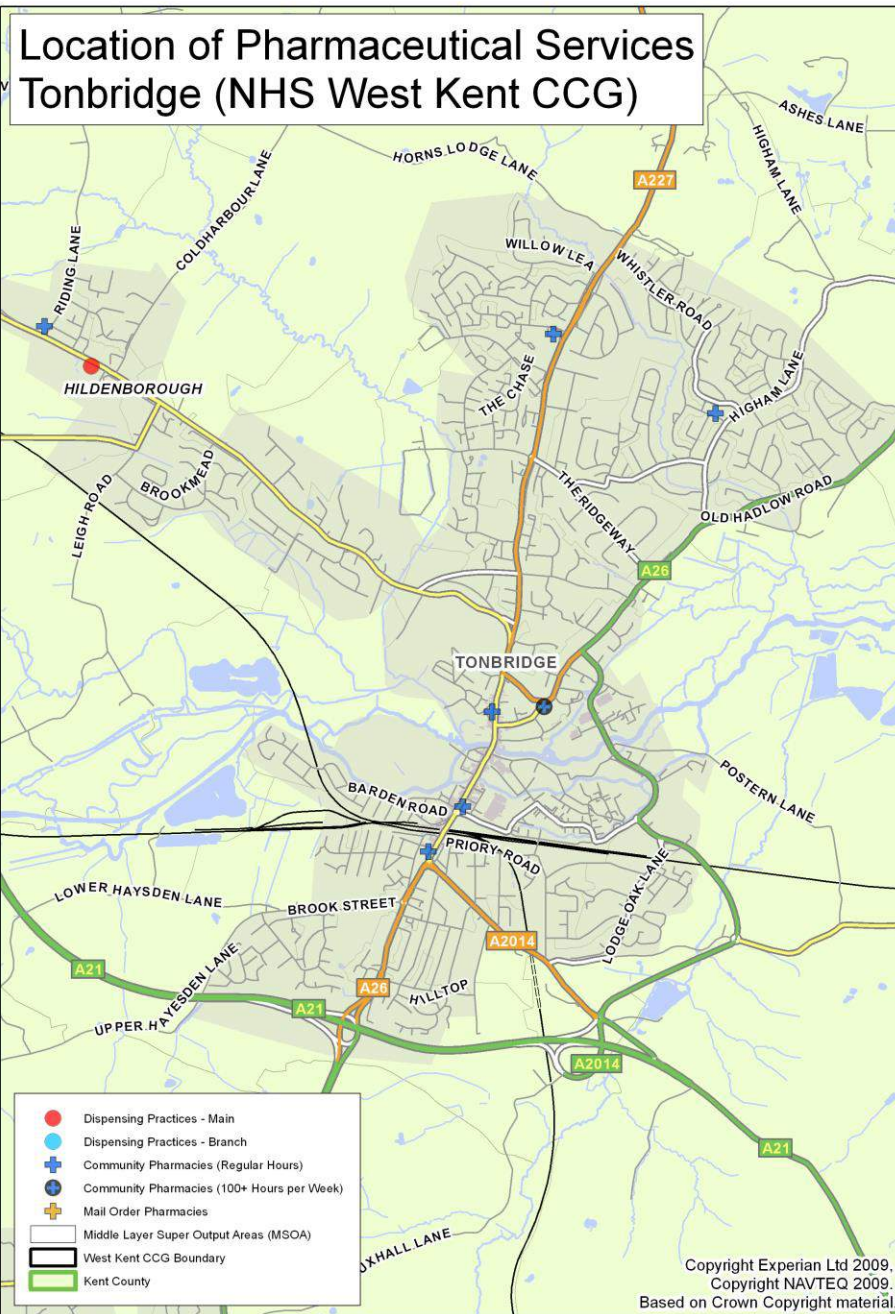 Location of Pharmaceutical Services
Tonbridge (NHS West Kent CCG)
ASHES LANE
HIGHAM LANE
HORNS LODGE LANE
COLDHARBOUR LANE
A227
RIDING LANE
WILLOW LEA
WHISTLER ROAD
HILDENBOROUGH
THE CHASE
HIGHAM LANE
BROOKMEAD
LEIGH ROAD
THE RIDGEWAY
OLD HADLOW ROAD
A26
TONBRIDGE
POSTERN LANE
BARDEN ROAD
PRIORY ROAD
LOWER HAYSDEN LANE
BROOK STREET
LODGE OAK LANE
A2014
A21
UPPER HAYESDEN LANE
A26
HILLTOP
A21
A2014
A21
Dispensing Practices - Main
Dispensing Practices - Branch
Community Pharmacies (Regular Hours)
Community Pharmacies (100+ Hours per Week)
Mail Order Pharmacies
Middle Layer Super Output Areas (MSOA)
West Kent CCG Boundary
Kent County
UXHALL LANE
Copyright Experian Ltd 2009.
Copyright NAVTEQ 2009.
Based on Crown Copyright material